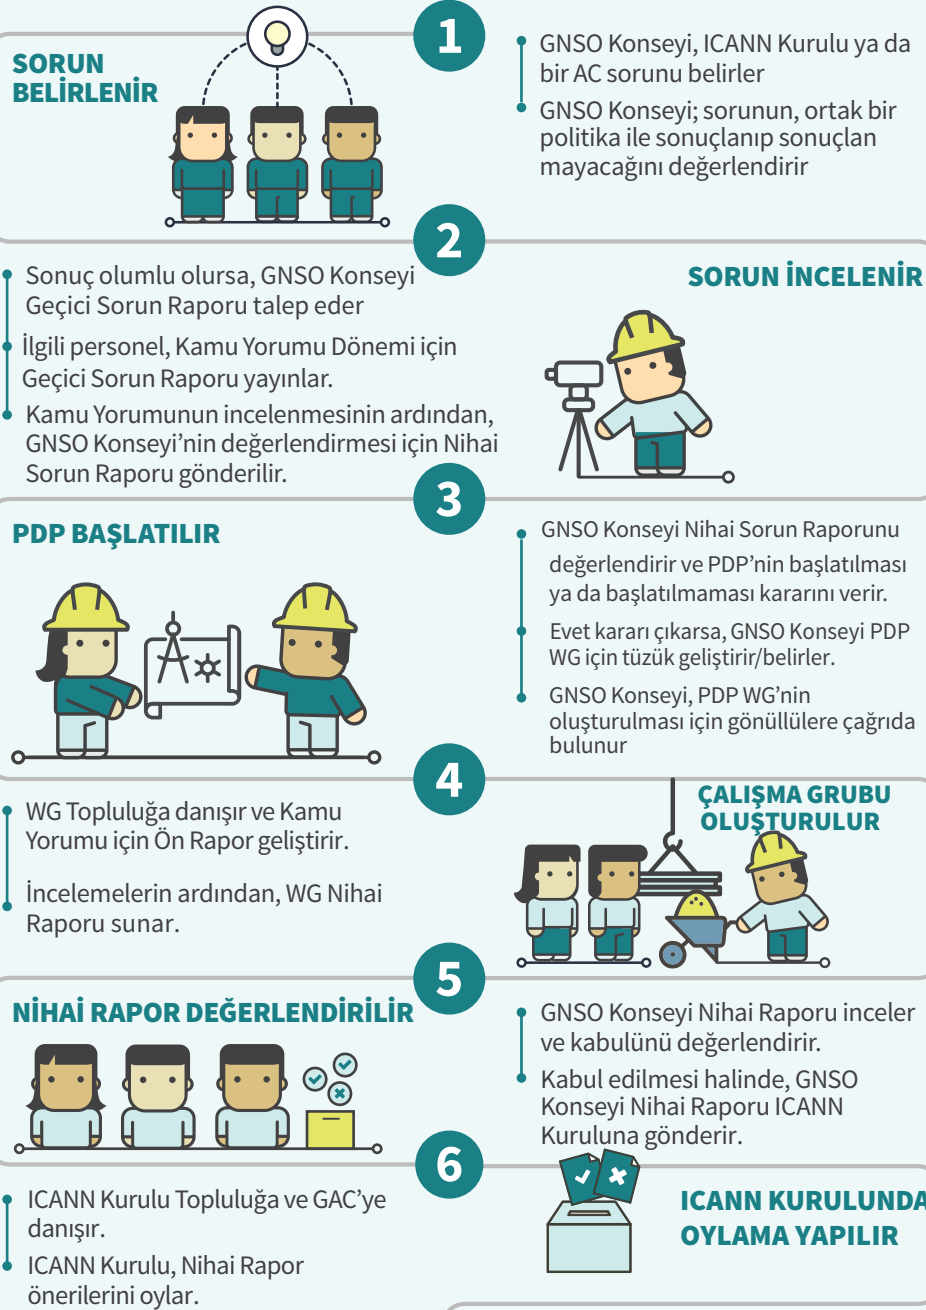 1
SORUN
BELİRLENİR
GNSO Konseyi, ICANN Kurulu ya da
bir AC sorunu belirler
GNSO Konseyi; sorunun, ortak bir
politika ile sonuçlanıp sonuçlan
mayacağını değerlendirir
2
SORUN İNCELENİR
Sonuç olumlu olursa, GNSO Konseyi
Geçici Sorun Raporu talep eder
İlgili personel, Kamu Yorumu Dönemi için
Geçici Sorun Raporu yayınlar.
Kamu Yorumunun incelenmesinin ardından,
GNSO Konseyi’nin değerlendirmesi için Nihai
Sorun Raporu gönderilir.
3
PDP BAŞLATILIR
GNSO Konseyi Nihai Sorun Raporunu
değerlendirir ve PDP’nin başlatılması
ya da başlatılmaması kararını verir.
Evet kararı çıkarsa, GNSO Konseyi PDP
WG için tüzük geliştirir/belirler.
GNSO Konseyi, PDP WG’nin
oluşturulması için gönüllülere çağrıda
bulunur
4
ÇALIŞMA GRUBU
OLUŞTURULUR
WG Topluluğa danışır ve Kamu
Yorumu için Ön Rapor geliştirir.
İncelemelerin ardından, WG Nihai
Raporu sunar.
5
NİHAİ RAPOR DEĞERLENDİRİLİR
GNSO Konseyi Nihai Raporu inceler
ve kabulünü değerlendirir.
Kabul edilmesi halinde, GNSO
Konseyi Nihai Raporu ICANN
Kuruluna gönderir.
6
ICANN KURULUNDA
OYLAMA YAPILIR
ICANN Kurulu Topluluğa ve GAC’ye
danışır.
ICANN Kurulu, Nihai Rapor
önerilerini oylar.